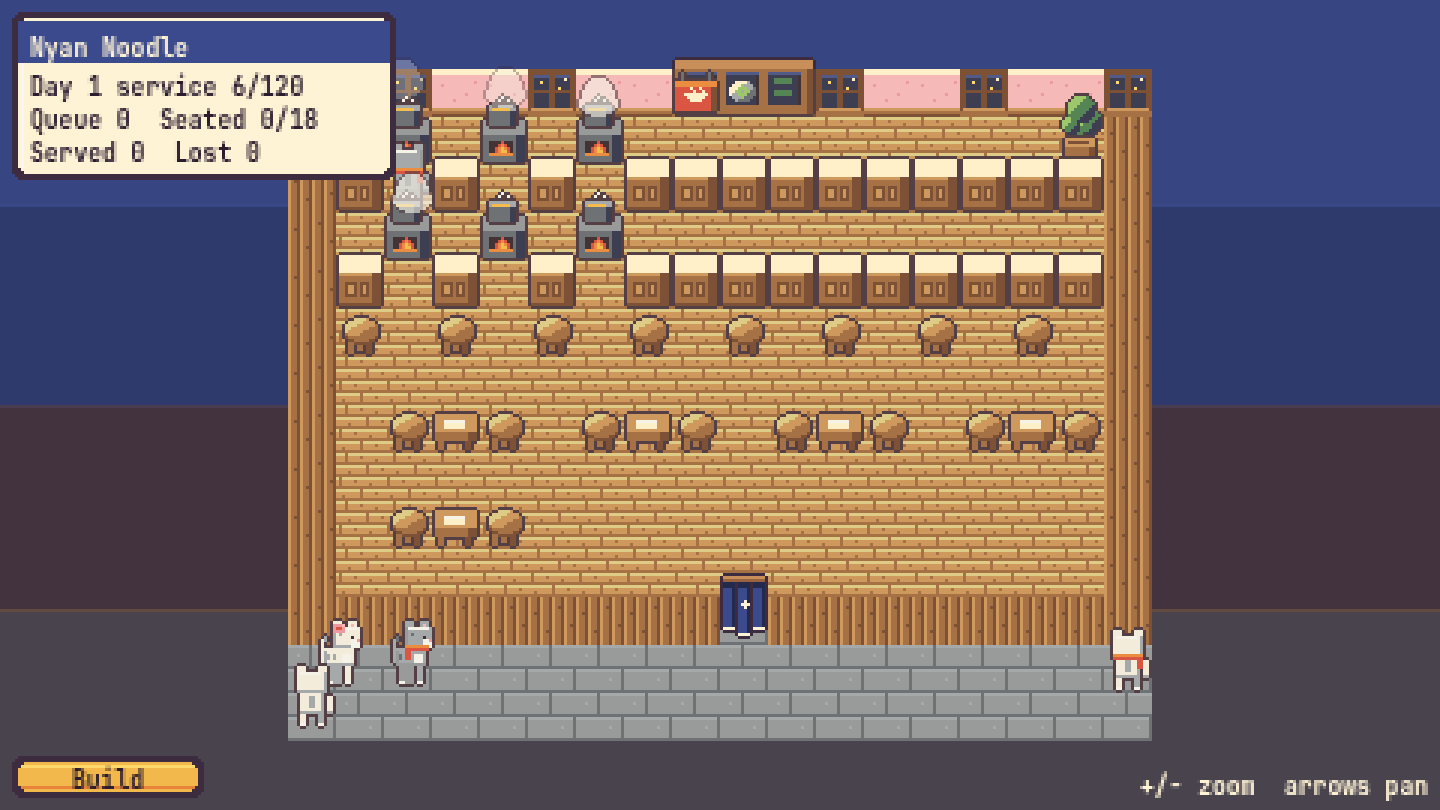 Nyan Noodle
Day 1 service 6/120
Queue 0  Seated 0/18
Served 0  Lost 0
Build
+/- zoom  arrows pan